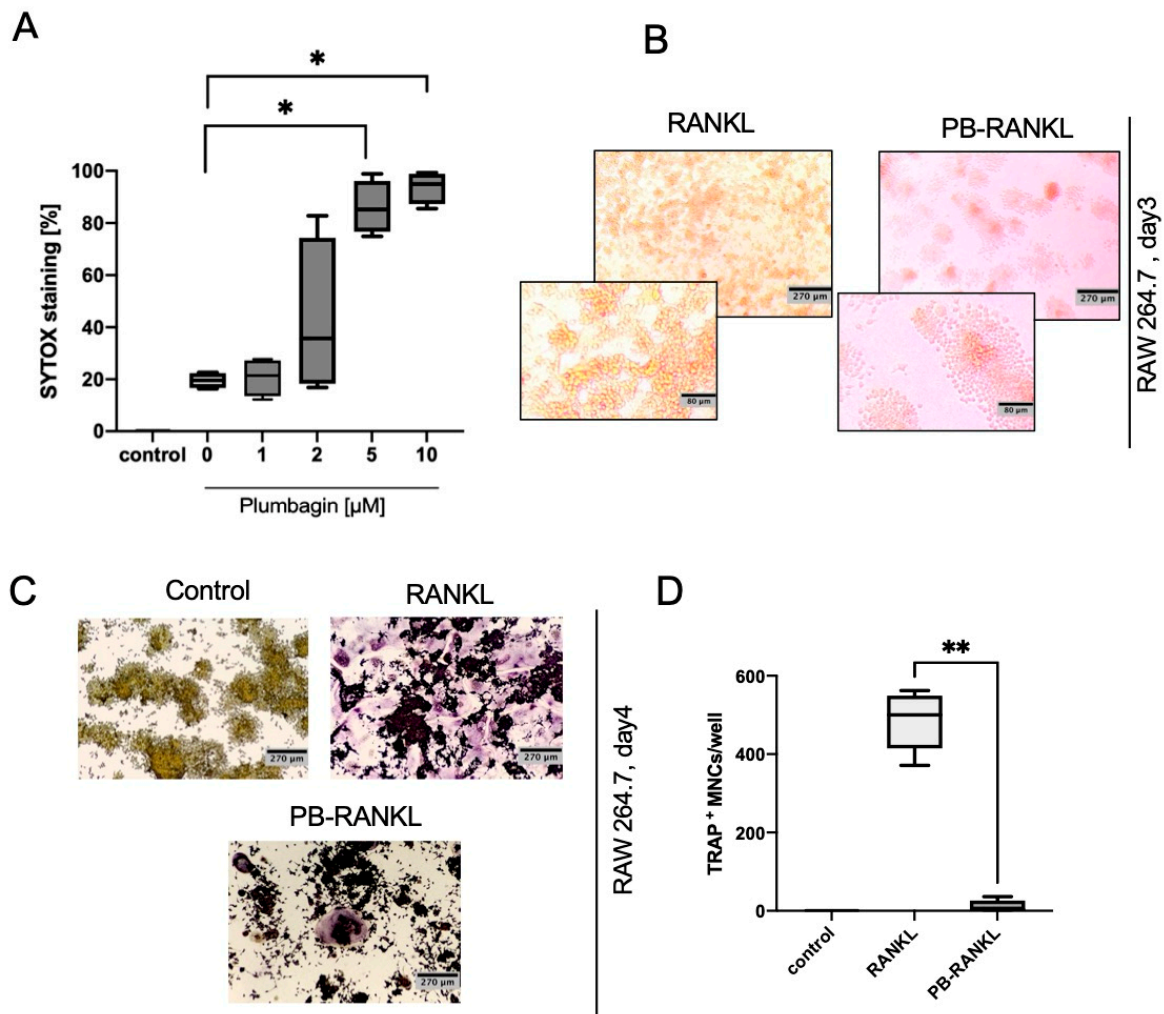 A
*
*
100
80
60
40
20
0
SYTOX staining [%]
control 0 1 2 5 10
Plumbagin [µM]
B
RANKL
PB-RANKL
270 µm
270 µm
80 µm
80 µm
RAW 264.7 , day3
C
Control
RANKL
270 µm
270 µm
PB-RANKL
270 µm
RAW 264.7, day4
D
**
600
400
200
0
TRAP + MNCs/well
control
RANKL
PB-RANKL